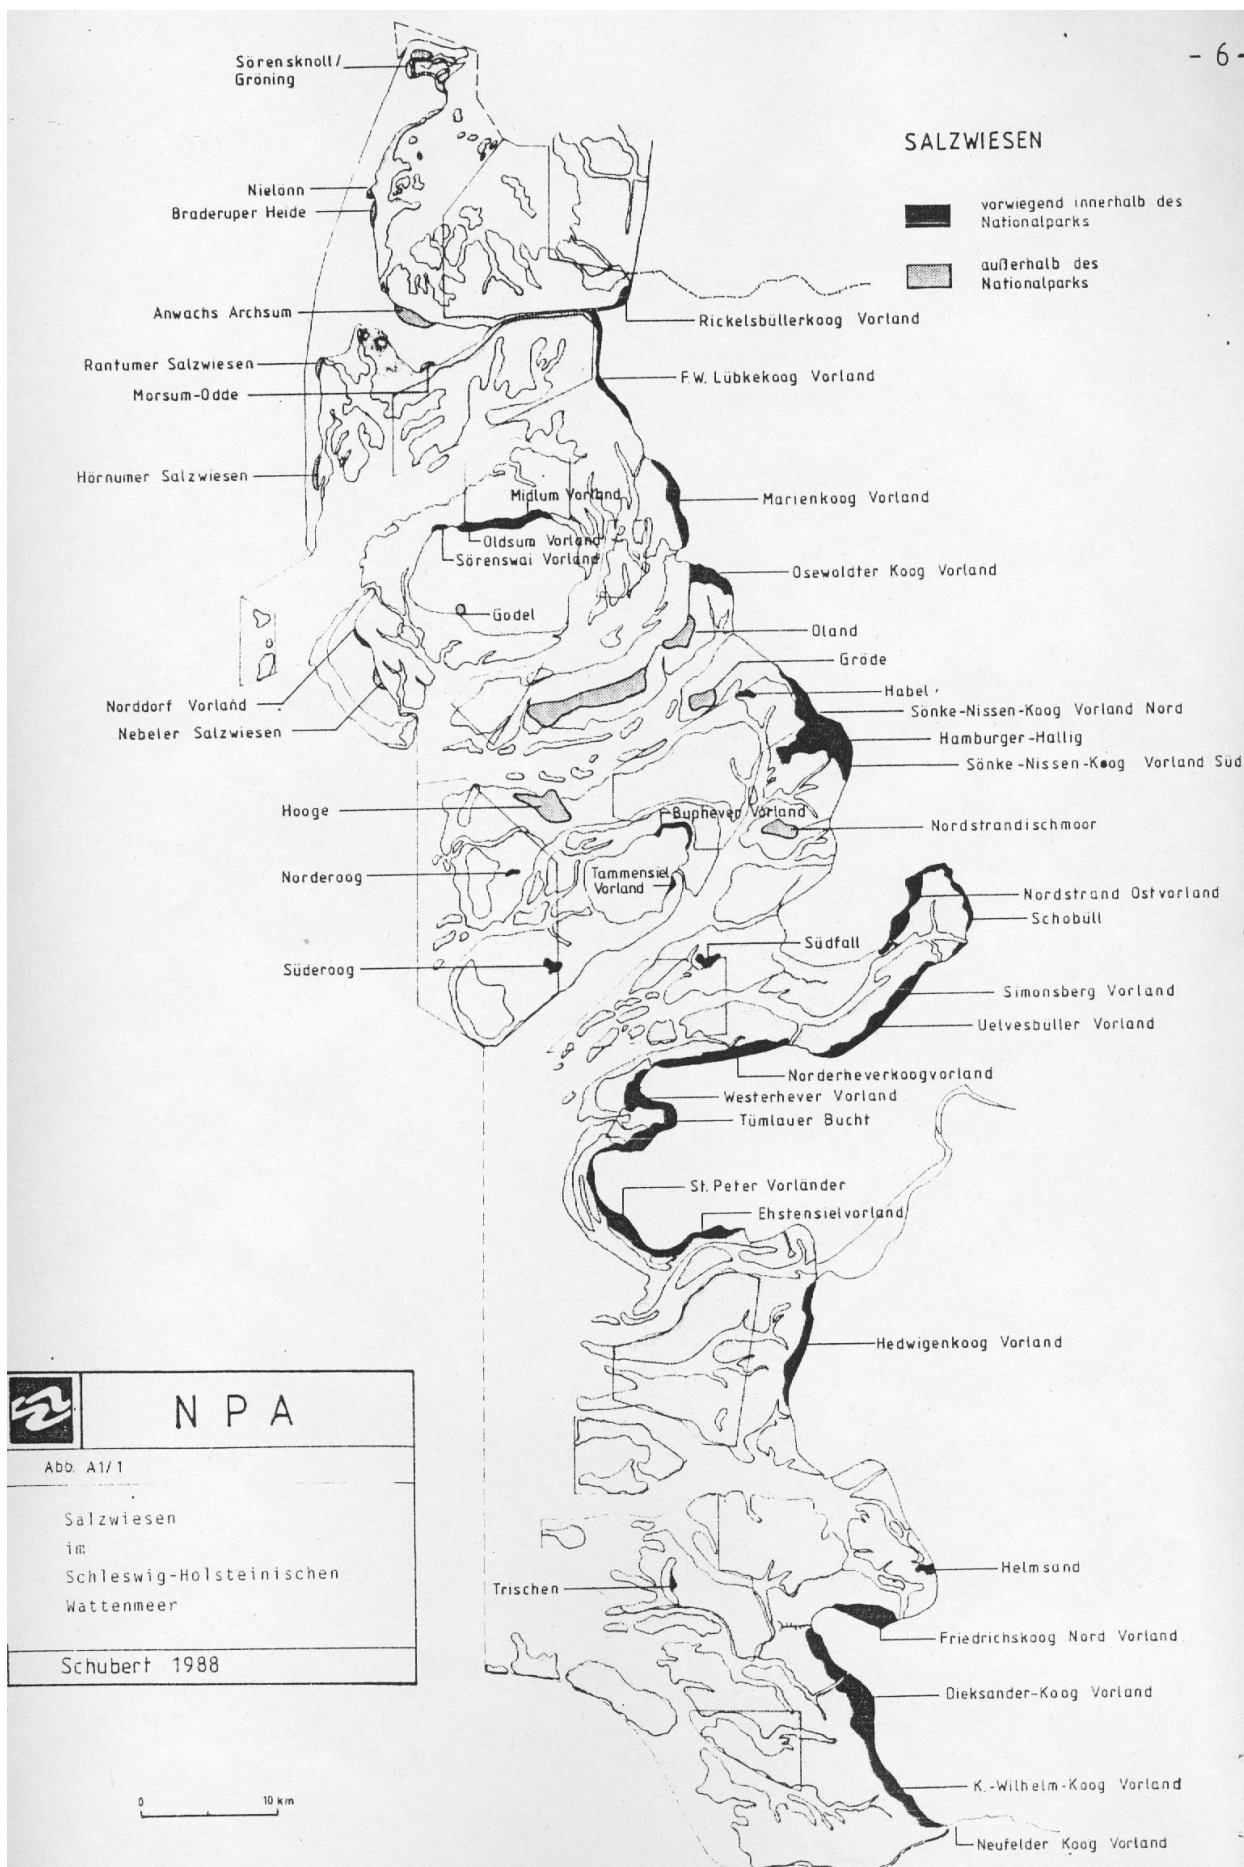 - 6 -
Sörensknoll/
Gröning
SALZWIESEN
vorwiegend innerhalb des
Nationalparks
außerhalb des
Nationalparks
Nielönn
Braderuper Heide
Anwachs Archsum
Rickelsbüllerkoog Vorland
Rantumer Salzwiesen
F.W. Lübkekoog Vorland
Morsum-Odde
Hörnumer Salzwiesen
Midlum Vorland
Marienkoog Vorland
Oldsum Vorland
Sörenswai Vorland
Osewoldter Koog Vorland
Godel
Oland
Gröde
Habel
Norddorf Vorland
Sönke-Nissen-Koog Vorland Nord
Nebeler Salzwiesen
Hamburger-Hallig
Sönke-Nissen-Koog Vorland Süd
Hooge
Buphever Vorland
Nordstrandischmoor
Norderoog
Tammensiel
Vorland
Nordstrand Ostvorland
Schobüll
Südfall
Süderoog
Simonsberg Vorland
Uelvesbüller Vorland
Norderheverkoogvorland
Westerhever Vorland
Tümlauer Bucht
St. Peter Vorländer
Ehstensielvorland
Hedwigenkoog Vorland
NPA
Abb. A1/1
Salzwiesen
im
Schleswig-Holsteinischen
Wattenmeer
Schubert 1988
Helmsand
Trischen
Friedrichskoog Nord Vorland
Dieksander-Koog Vorland
K.-Wilhelm-Koog Vorland
0 10 km
Neufelder Koog Vorland